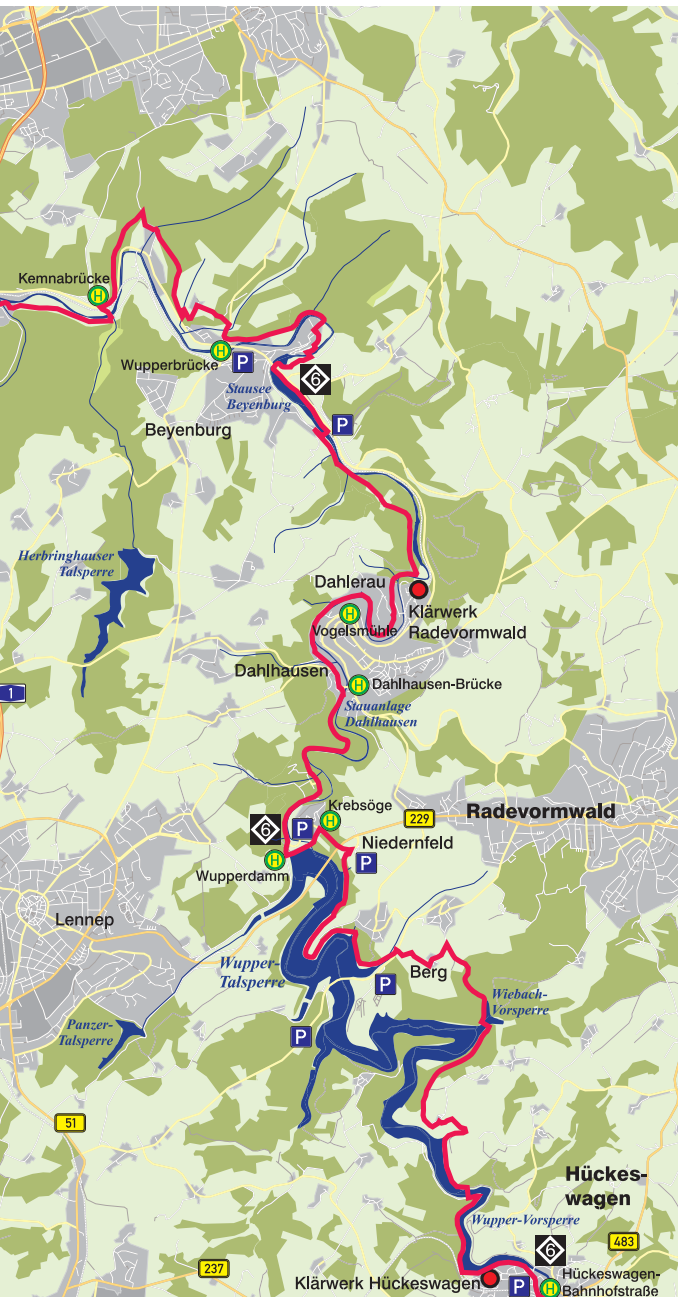 Kemnabrücke
H
H
Wupperbrücke
P
6
Stausee
Beyenburg
P
Beyenburg
Herbringhauser
Talsperre
Dahlerau
H
Vogelsmühle
Klärwerk
Radevormwald
Dahlhausen
H
Dahlhausen-Brücke
1
Stauanlage
Dahlhausen
Krebsöge
6
P
H
229
Radevormwald
Niedernfeld
H
P
Wupperdamm
Lennep
Wupper-
Talsperre
Berg
P
Wiebach-
Vorsperre
Panzer-
Talsperre
P
51
Hückes-
wagen
Wupper-Vorsperre
483
6
237
Klärwerk Hückeswagen
P
H
Hückeswagen-
Bahnhofstraße